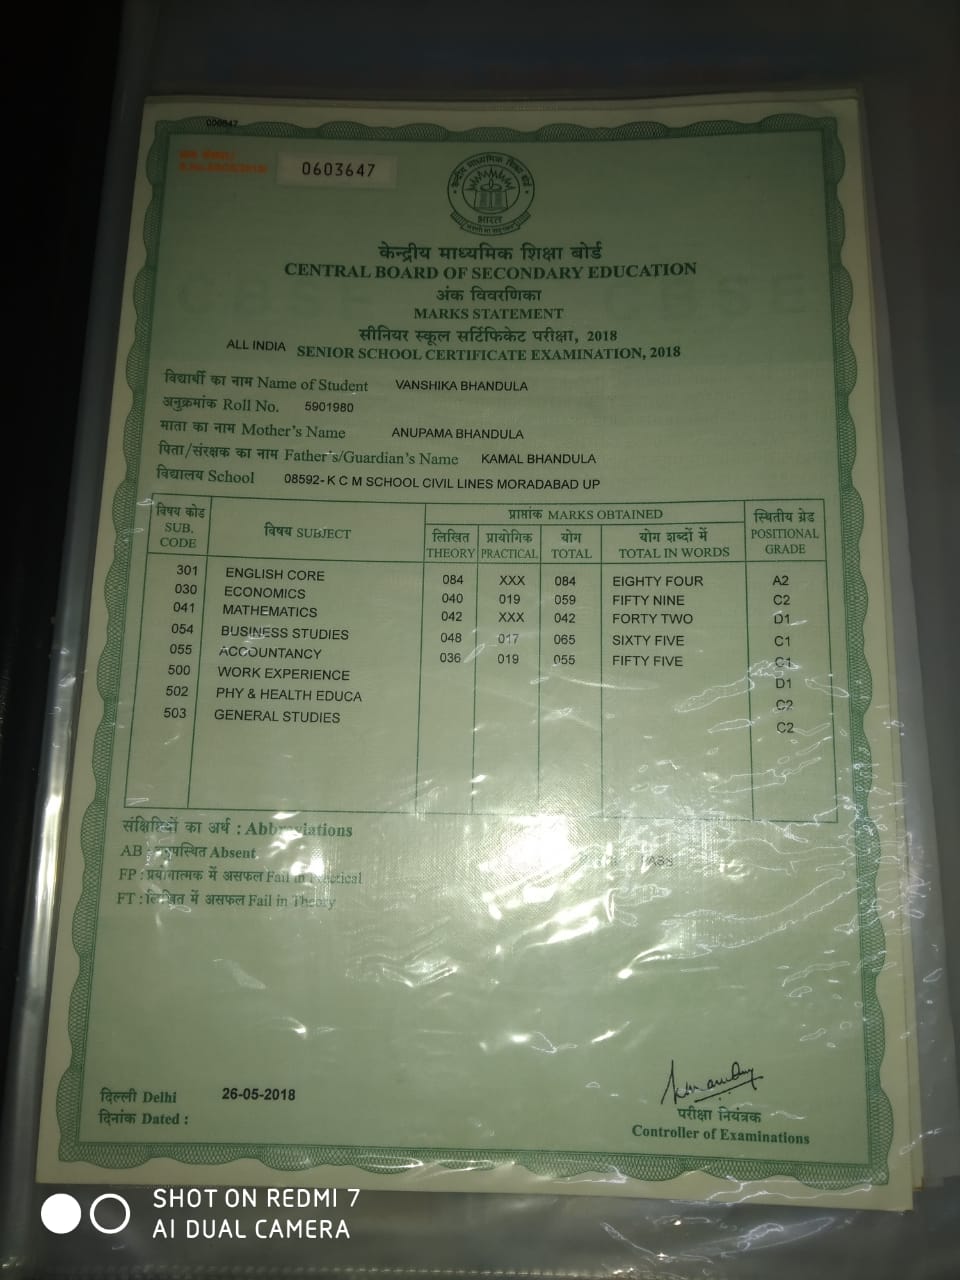 000647
0603647
भारत
केन्द्रीय माध्यमिक शिक्षा बोर्ड
CENTRAL BOARD OF SECONDARY EDUCATION
अंक विवरणिका
MARKS STATEMENT
सीनियर स्कूल सर्टिफिकेट परीक्षा, 2018
ALL INDIA SENIOR SCHOOL CERTIFICATE EXAMINATION, 2018
विद्यार्थी का नाम Name of Student VANSHIKA BHANDULA
अनुक्रमांक Roll No. 5901980
माता का नाम Mother's Name ANUPAMA BHANDULA
पिता/संरक्षक का नाम Father's/Guardian's Name KAMAL BHANDULA
विद्यालय School 08592- K C M SCHOOL CIVIL LINES MORADABAD UP
विषय कोड SUB. CODE विषय SUBJECT प्राप्तांक MARKS OBTAINED स्थितीय ग्रेड POSITIONAL GRADE
लिखित THEORY प्रायोगिक PRACTICAL योग TOTAL योग शब्दों में TOTAL IN WORDS
301 ENGLISH CORE 084 XXX 084 EIGHTY FOUR A2
030 ECONOMICS 040 019 059 FIFTY NINE C2
041 MATHEMATICS 042 XXX 042 FORTY TWO D1
054 BUSINESS STUDIES 048 017 065 SIXTY FIVE C1
055 ACCOUNTANCY 036 019 055 FIFTY FIVE C1
500 WORK EXPERIENCE D1
502 PHY & HEALTH EDUCA C2
503 GENERAL STUDIES C2
संक्षिप्तियों का अर्थ : Abbreviations
AB : अनुपस्थित Absent
FP : प्रयोगात्मक में असफल Fail in Practical
FT : लिखित में असफल Fail in Theory
PASS
दिल्ली Delhi 26-05-2018
दिनांक Dated :
परीक्षा नियंत्रक
Controller of Examinations
SHOT ON REDMI 7
AI DUAL CAMERA